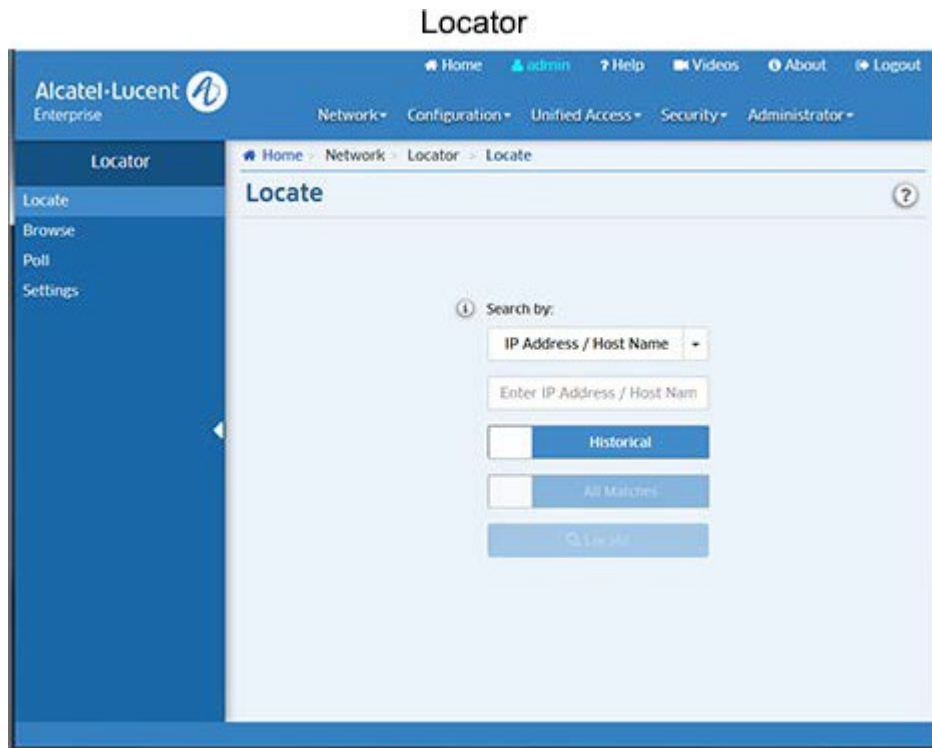 Locator
Home admin ? Help Videos About Logout
Alcatel·Lucent
Enterprise
Network Configuration Unified Access Security Administrator
Locator
Locate
Browse
Poll
Settings
Home > Network > Locator > Locate
Locate
?
i Search by:
IP Address / Host Name
Enter IP Address / Host Nam
Historical
All Matches
Locate